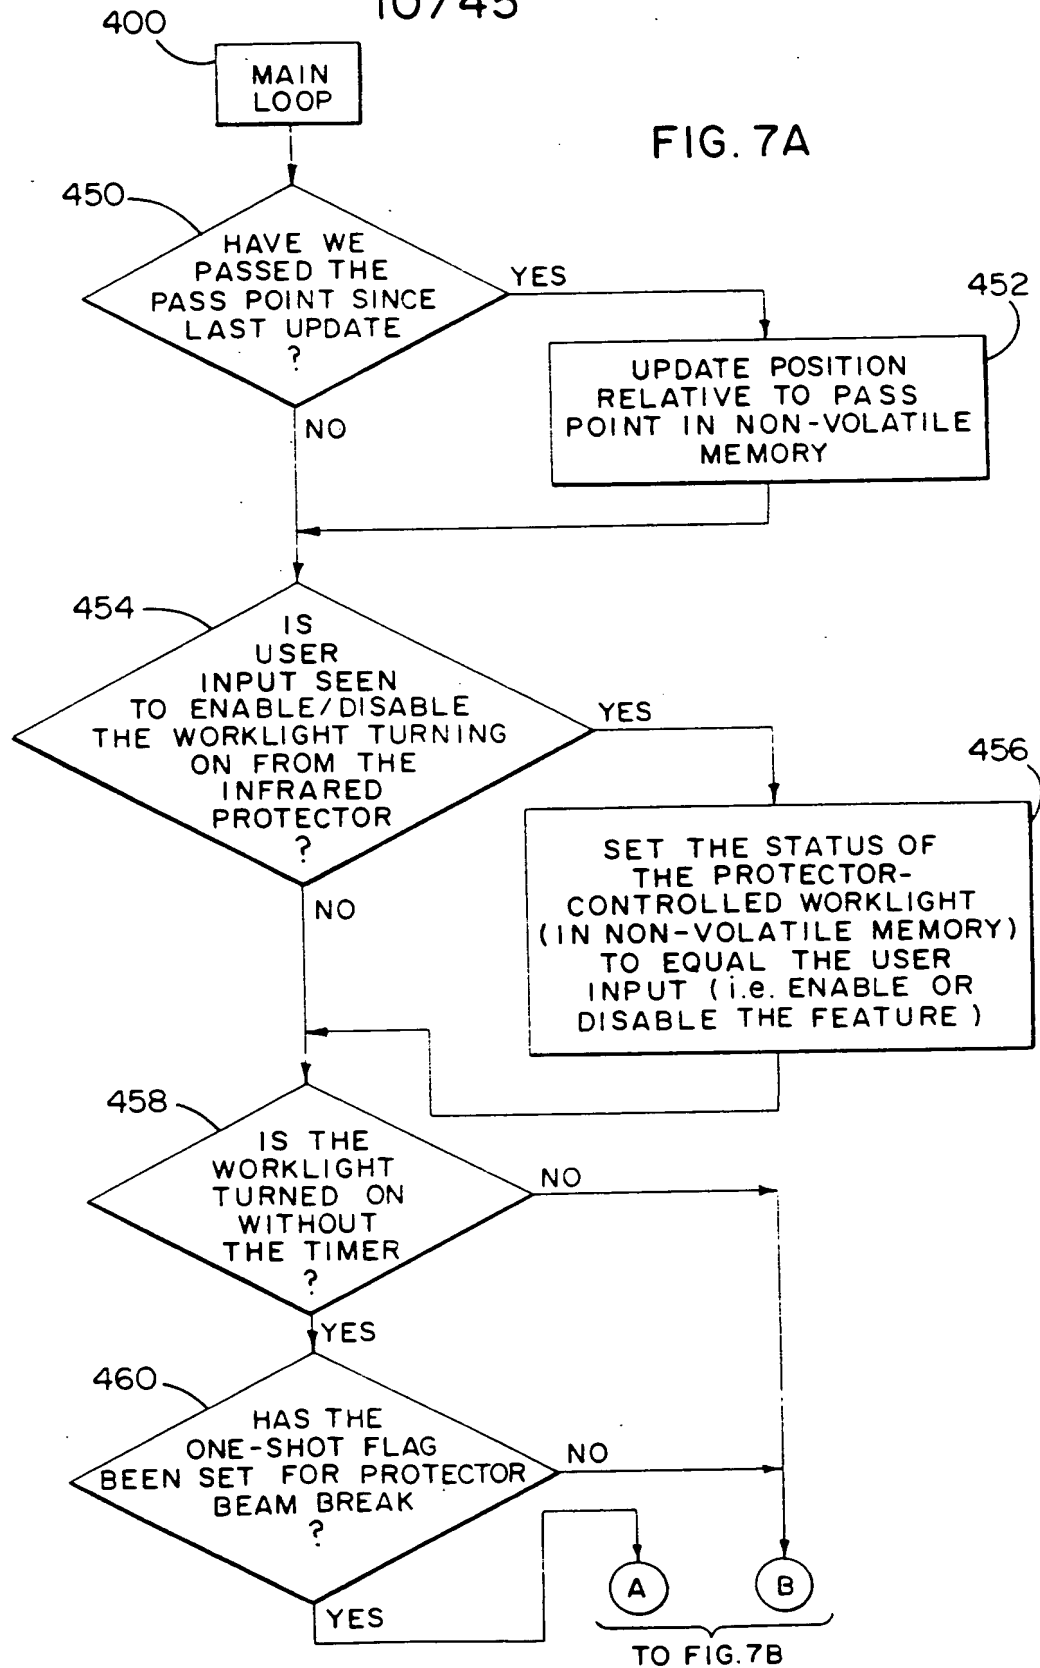 10/45
400
MAIN
LOOP
FIG. 7A
450
HAVE WE
PASSED THE
PASS POINT SINCE
LAST UPDATE
?
YES
452
UPDATE POSITION
RELATIVE TO PASS
POINT IN NON-VOLATILE
MEMORY
NO
454
IS
USER
INPUT SEEN
TO ENABLE/DISABLE
THE WORKLIGHT TURNING
ON FROM THE
INFRARED
PROTECTOR
?
YES
456
SET THE STATUS OF
THE PROTECTOR-
CONTROLLED WORKLIGHT
(IN NON-VOLATILE MEMORY)
TO EQUAL THE USER
INPUT (i.e. ENABLE OR
DISABLE THE FEATURE)
NO
458
IS THE
WORKLIGHT
TURNED ON
WITHOUT
THE TIMER
?
NO
YES
460
HAS THE
ONE-SHOT FLAG
BEEN SET FOR PROTECTOR
BEAM BREAK
?
NO
YES
A
B
TO FIG.7B